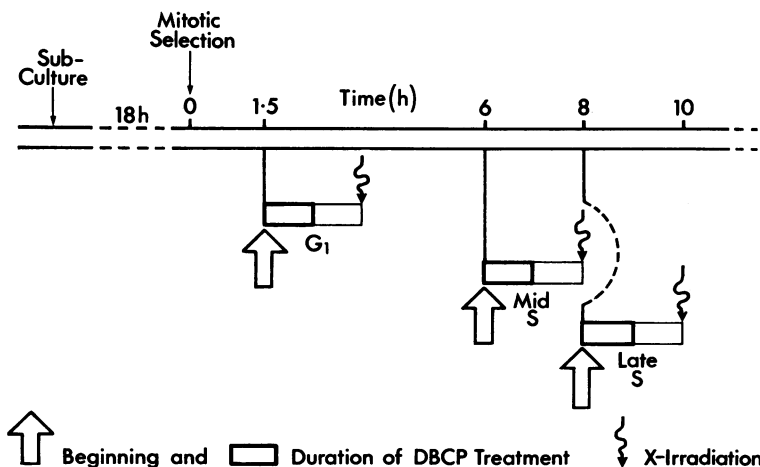 Mitotic
Selection
Sub-
Culture
18h
0
1·5
Time(h)
6
8
10
G1
Mid
S
Late
S
Beginning and
Duration of DBCP Treatment
X-Irradiation